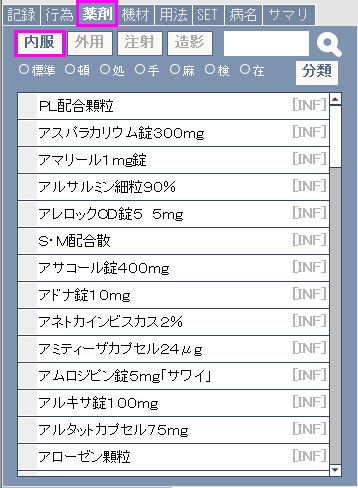 記録 行為 薬剤 機材 用法 SET 病名 サマリ
内服 外用 注射 造影
標準 頓 処 手 麻 検 在 分類
PL配合顆粒 [INF]
アスパラカリウム錠300mg [INF]
アマリール1mg錠 [INF]
アルサルミン細粒90% [INF]
アレロックOD錠5 5mg [INF]
S・M配合散 [INF]
アサコール錠400mg [INF]
アドナ錠10mg [INF]
アネトカインビスカス2% [INF]
アミティーザカプセル24μg [INF]
アムロジピン錠5mg「サワイ」 [INF]
アルキサ錠100mg [INF]
アルタットカプセル75mg [INF]
アローゼン顆粒 [INF]